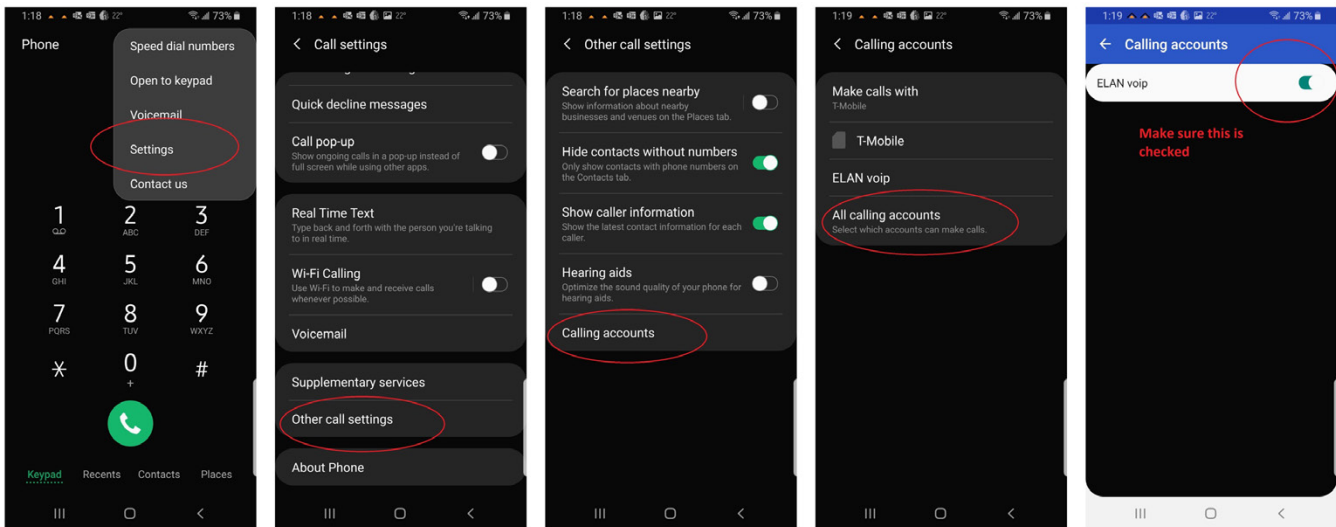 1:18 22° 73%
Phone
Speed dial numbers
Open to keypad
Voicemail
Settings
Contact us
1
2 ABC
3 DEF
4 GHI
5 JKL
6 MNO
7 PQRS
8 TUV
9 WXYZ
*
0 +
#
Keypad Recents Contacts Places
1:18 22° 73%
Call settings
Quick decline messages
Call pop-up
Show ongoing calls in a pop-up instead of
full screen while using other apps.
Real Time Text
Type back and forth with the person you're talking
to in real time.
Wi-Fi Calling
Use Wi-Fi to make and receive calls
whenever possible.
Voicemail
Supplementary services
Other call settings
About Phone
1:18 22° 73%
Other call settings
Search for places nearby
Show information about nearby
businesses and venues on the Places tab.
Hide contacts without numbers
Only show contacts with phone numbers on
the Contacts tab.
Show caller information
Show the latest contact information for each
caller.
Hearing aids
Optimize the sound quality of your phone for
hearing aids.
Calling accounts
1:19 22° 73%
Calling accounts
Make calls with
T-Mobile
T-Mobile
ELAN voip
All calling accounts
Select which accounts can make calls.
1:19 22° 73%
Calling accounts
ELAN voip
Make sure this is
checked